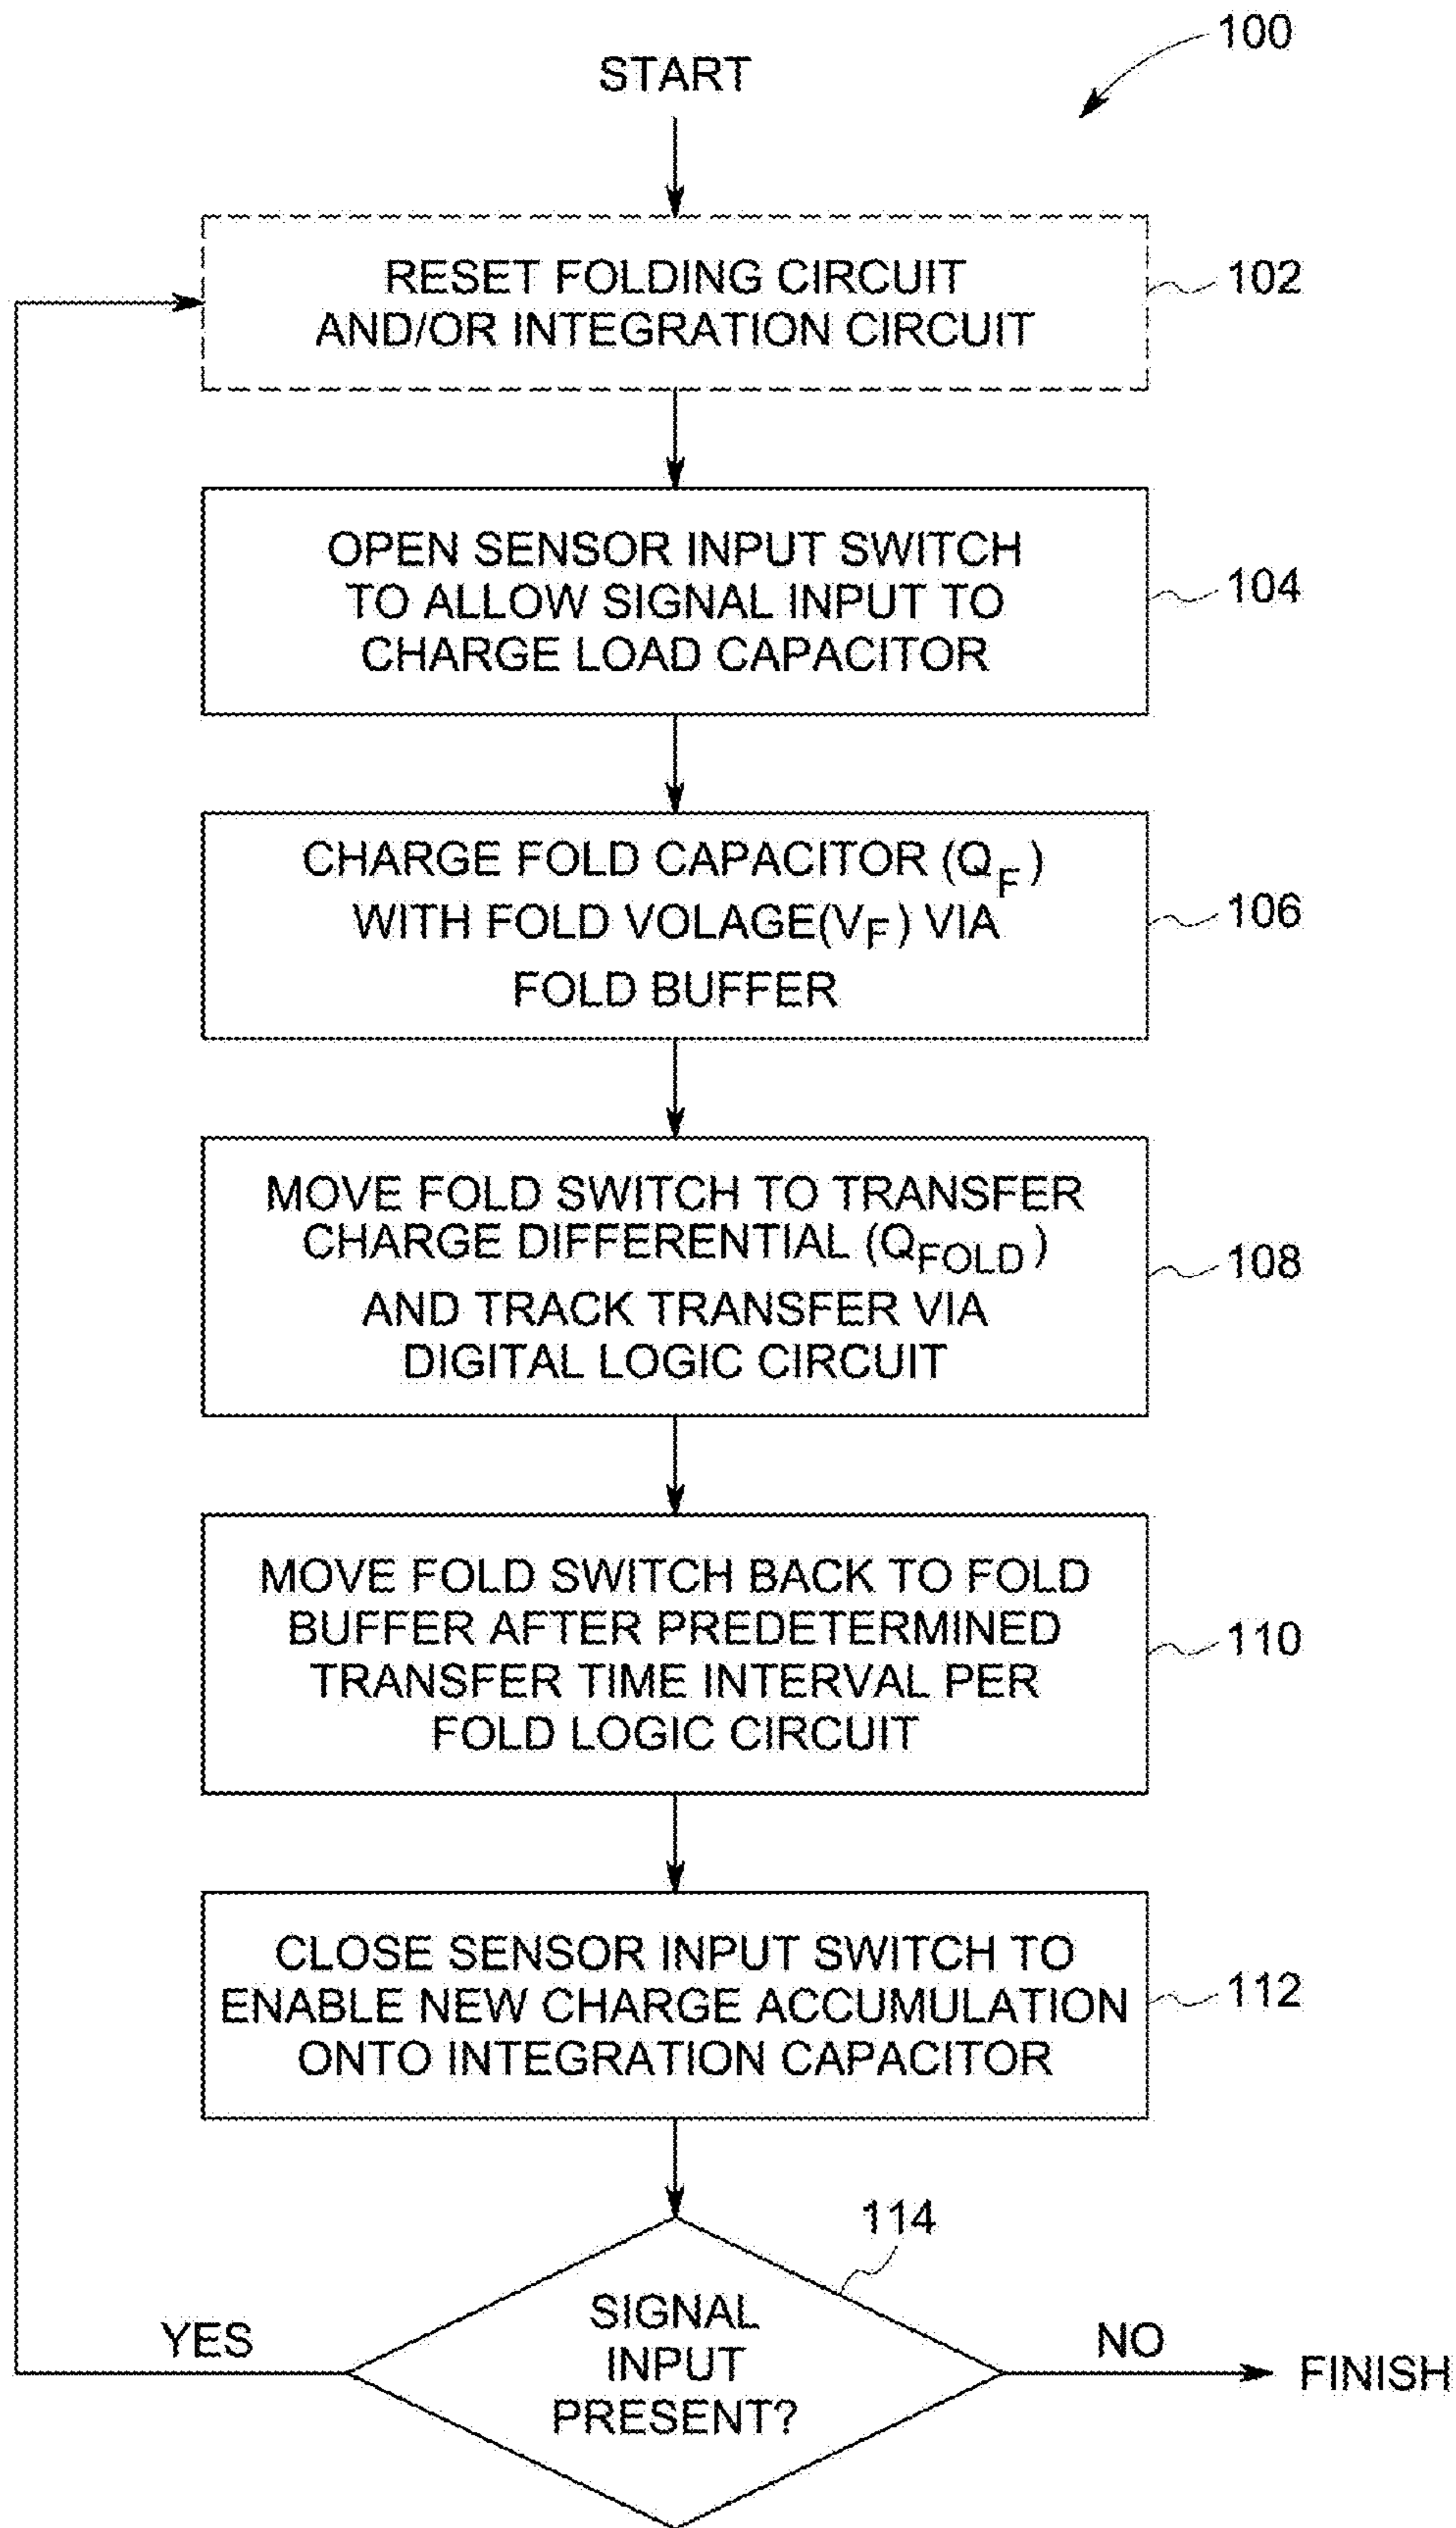 100
START
RESET FOLDING CIRCUIT
AND/OR INTEGRATION CIRCUIT
102
OPEN SENSOR INPUT SWITCH
TO ALLOW SIGNAL INPUT TO
CHARGE LOAD CAPACITOR
104
CHARGE FOLD CAPACITOR (QF)
WITH FOLD VOLAGE(VF) VIA
FOLD BUFFER
106
MOVE FOLD SWITCH TO TRANSFER
CHARGE DIFFERENTIAL (QFOLD)
AND TRACK TRANSFER VIA
DIGITAL LOGIC CIRCUIT
108
MOVE FOLD SWITCH BACK TO FOLD
BUFFER AFTER PREDETERMINED
TRANSFER TIME INTERVAL PER
FOLD LOGIC CIRCUIT
110
CLOSE SENSOR INPUT SWITCH TO
ENABLE NEW CHARGE ACCUMULATION
ONTO INTEGRATION CAPACITOR
112
114
SIGNAL
INPUT
PRESENT?
YES
NO
FINISH